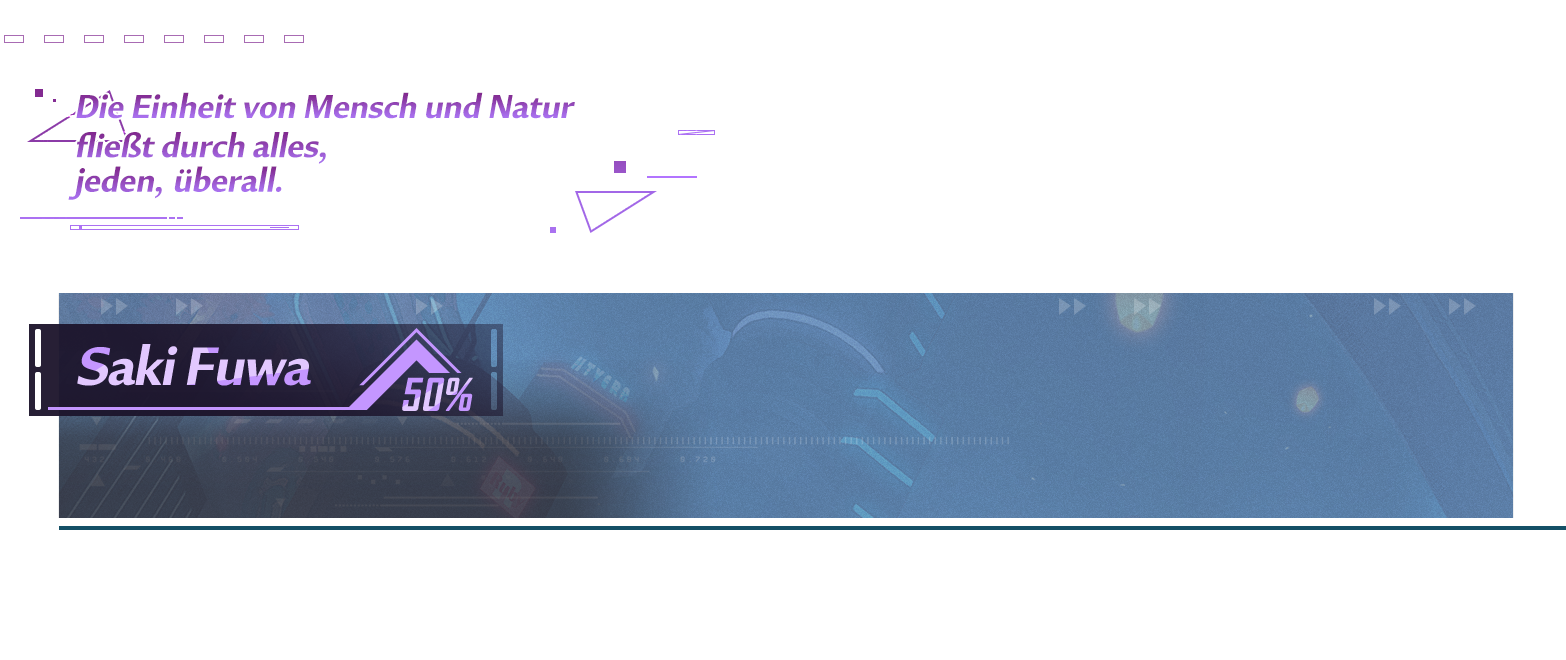 Die Einheit von Mensch und Natur
fließt durch alles,
jeden, überall.
Saki Fuwa
50%